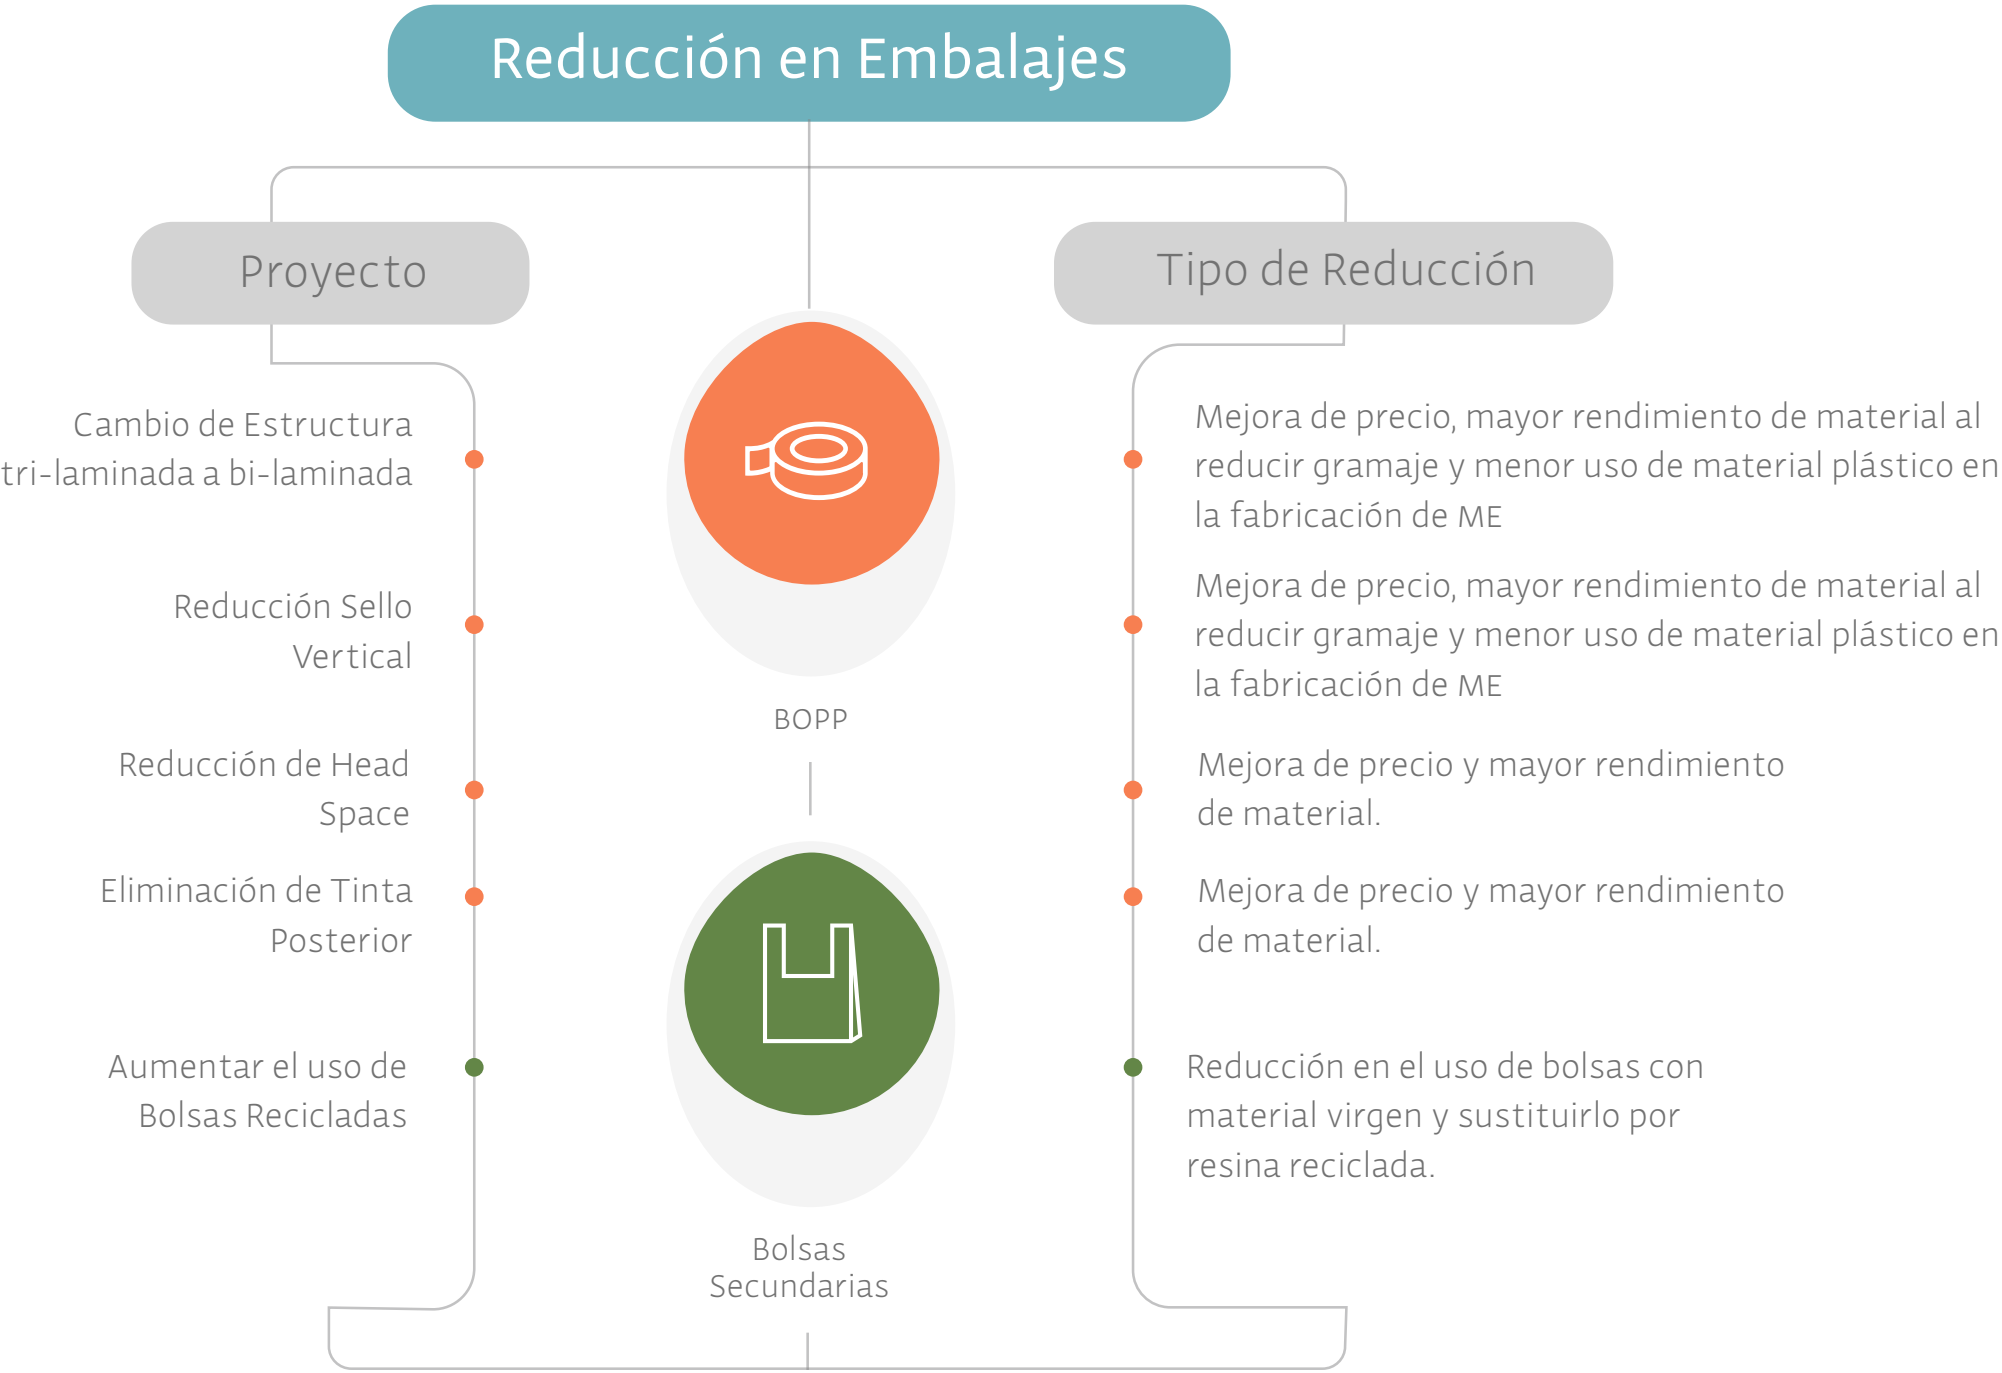 Reducción en Embalajes
Proyecto
Tipo de Reducción
Cambio de Estructura
tri-laminada a bi-laminada
Mejora de precio, mayor rendimiento de material al
reducir gramaje y menor uso de material plástico en
la fabricación de ME
Reducción Sello
Vertical
Mejora de precio, mayor rendimiento de material al
reducir gramaje y menor uso de material plástico en
la fabricación de ME
BOPP
Reducción de Head
Space
Mejora de precio y mayor rendimiento
de material.
Eliminación de Tinta
Posterior
Mejora de precio y mayor rendimiento
de material.
Aumentar el uso de
Bolsas Recicladas
Reducción en el uso de bolsas con
material virgen y sustituirlo por
resina reciclada.
Bolsas
Secundarias